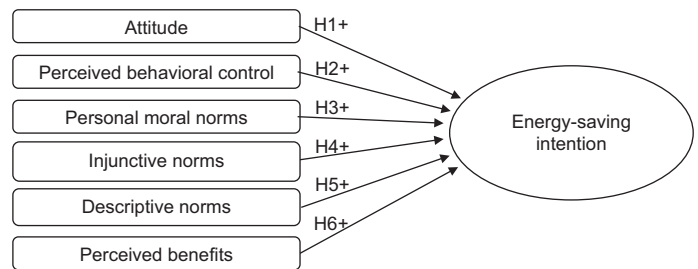 Attitude
H1+
Perceived behavioral control
H2+
Personal moral norms
H3+
Injunctive norms
H4+
Descriptive norms
H5+
Perceived benefits
H6+
Energy-saving
intention